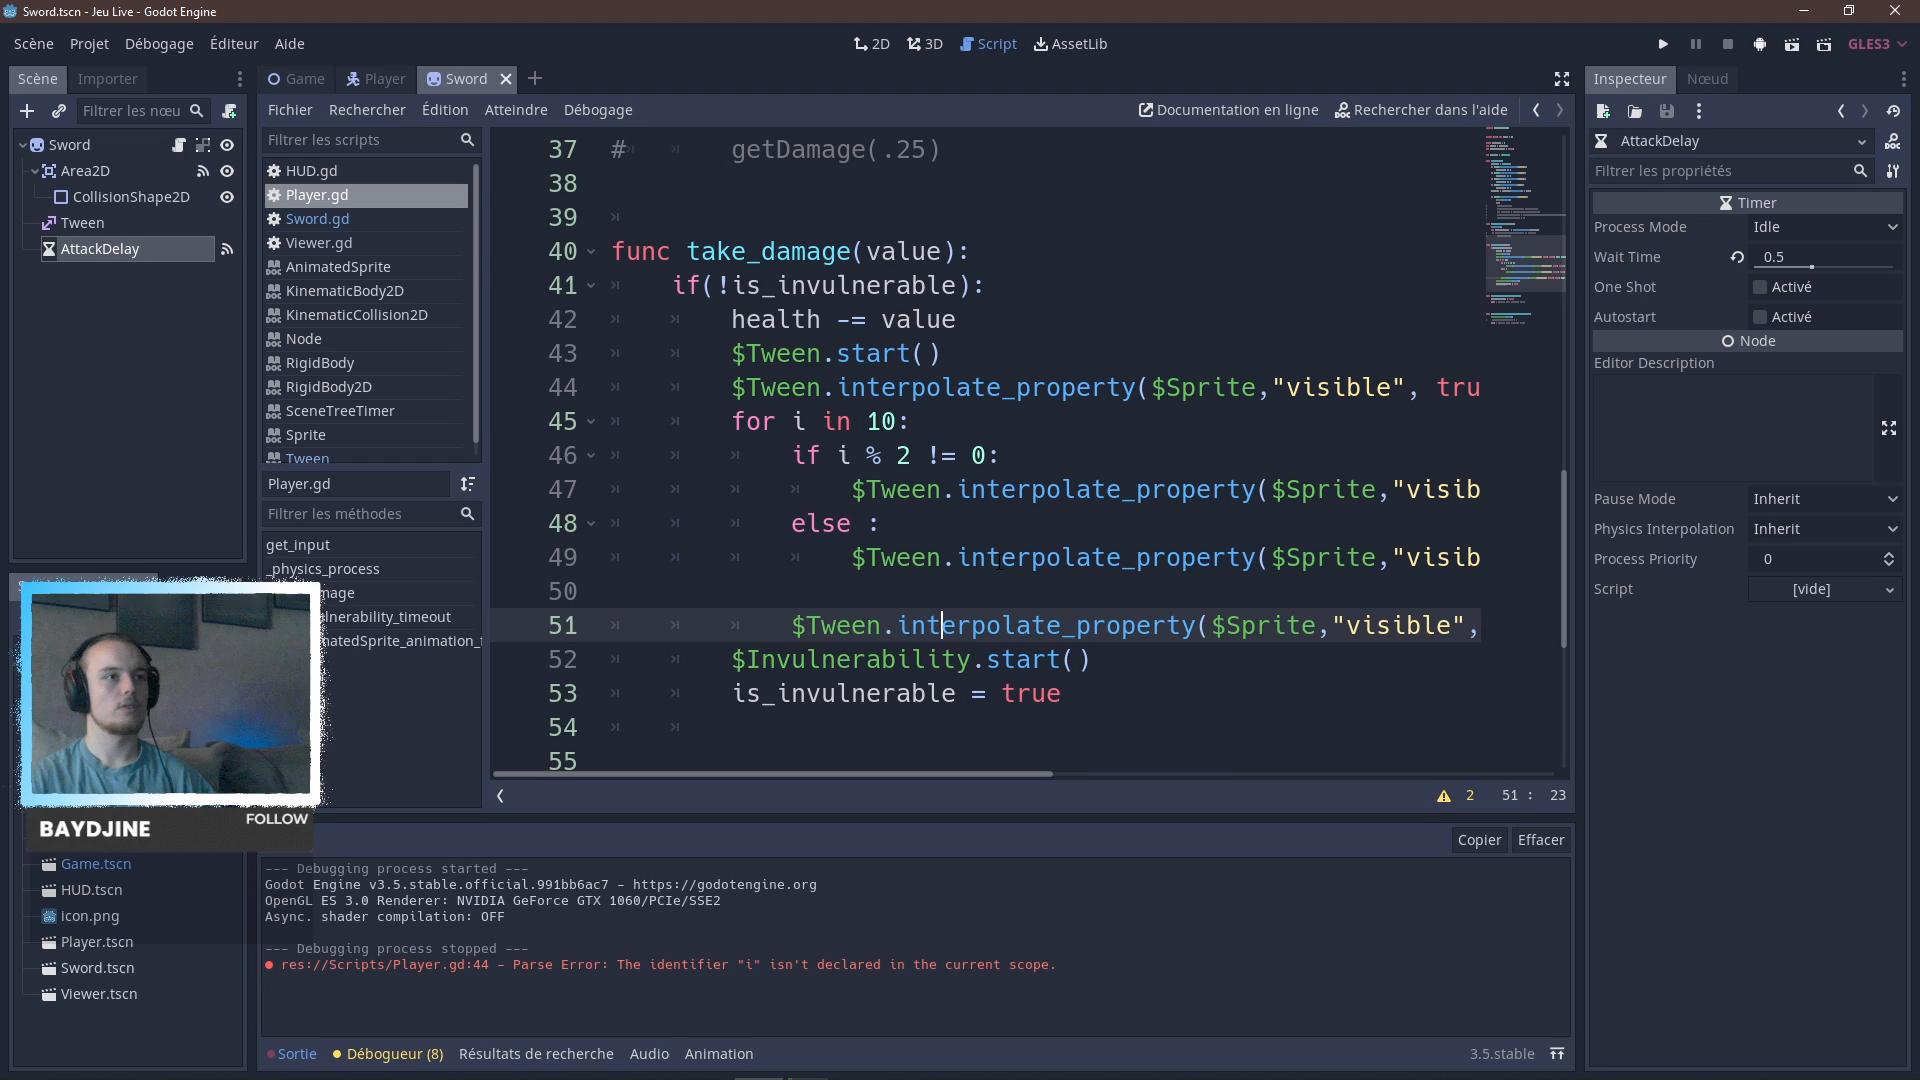 Sword.tscn - Jeu Live - Godot Engine
Scène Projet Débogage Éditeur Aide
2D 3D Script AssetLib
GLES3
Scène Importer
Game Player Sword
Inspecteur Nœud
Filtrer les nœu
Fichier Rechercher Édition Atteindre Débogage
Documentation en ligne Rechercher dans l'aide
Sword
Area2D
CollisionShape2D
Tween
AttackDelay
Filtrer les scripts
HUD.gd
Player.gd
Sword.gd
Viewer.gd
AnimatedSprite
KinematicBody2D
KinematicCollision2D
Node
RigidBody
RigidBody2D
SceneTreeTimer
Sprite
Tween
Player.gd
Filtrer les méthodes
get_input
_physics_process
mage
lnerability_timeout
natedSprite_animation_f
37 # getDamage(.25)
38
39
40 func take_damage(value):
41 if(!is_invulnerable):
42 health -= value
43 $Tween.start()
44 $Tween.interpolate_property($Sprite,"visible", tru
45 for i in 10:
46 if i % 2 != 0:
47 $Tween.interpolate_property($Sprite,"visib
48 else :
49 $Tween.interpolate_property($Sprite,"visib
50
51 $Tween.interpolate_property($Sprite,"visible",
52 $Invulnerability.start()
53 is_invulnerable = true
54
55
2 51 : 23
AttackDelay
Filtrer les propriétés
Timer
Process Mode Idle
Wait Time 0.5
One Shot Activé
Autostart Activé
Node
Editor Description
Pause Mode Inherit
Physics Interpolation Inherit
Process Priority 0
Script [vide]
BAYDJINE FOLLOW
Game.tscn
HUD.tscn
icon.png
Player.tscn
Sword.tscn
Viewer.tscn
Copier Effacer
--- Debugging process started ---
Godot Engine v3.5.stable.official.991bb6ac7 - https://godotengine.org
OpenGL ES 3.0 Renderer: NVIDIA GeForce GTX 1060/PCIe/SSE2
Async. shader compilation: OFF
--- Debugging process stopped ---
res://Scripts/Player.gd:44 - Parse Error: The identifier "i" isn't declared in the current scope.
Sortie Débogueur (8) Résultats de recherche Audio Animation
3.5.stable